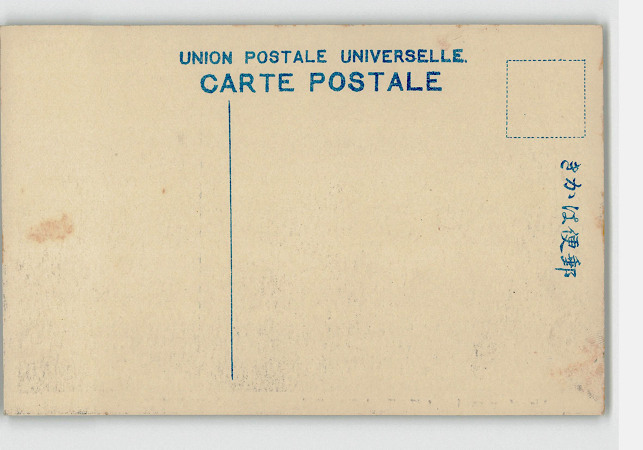 UNION POSTALE UNIVERSELLE.
CARTE POSTALE
きかは便郵